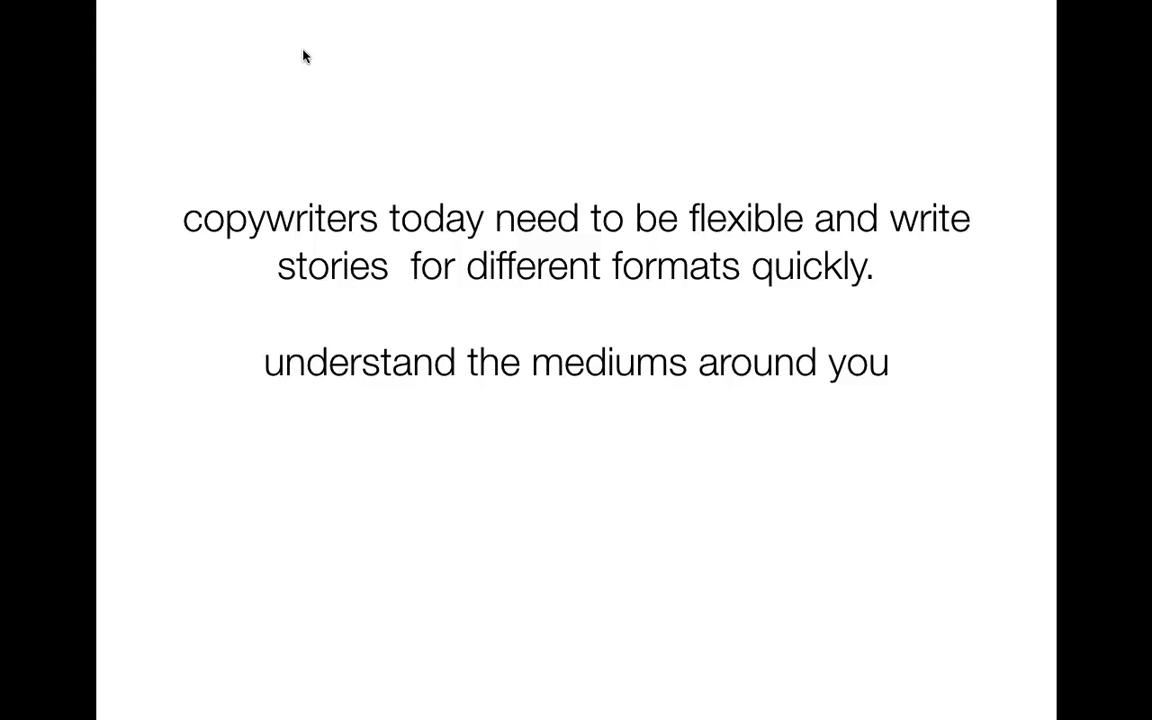 copywriters today need to be flexible and write
stories  for different formats quickly.
understand the mediums around you